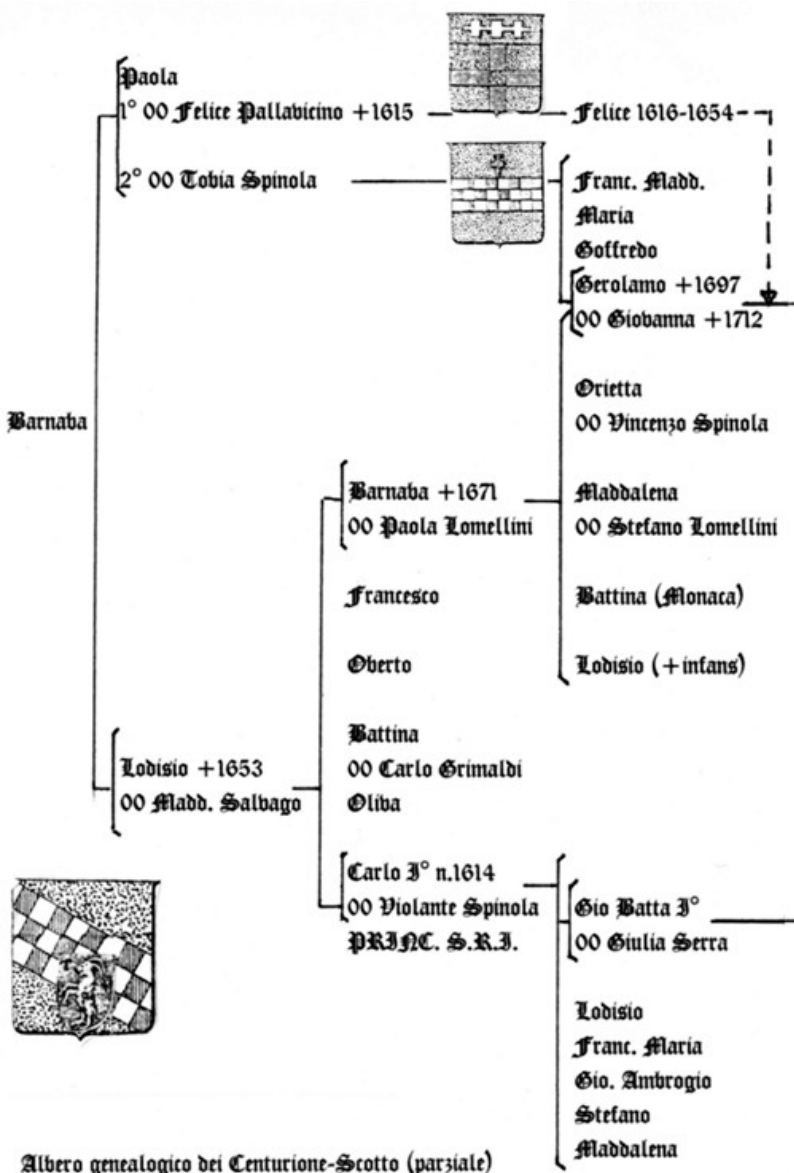 Paola
1° 00 Felice Pallavicino +1615
Felice 1616-1654
2° 00 Tobia Spinola
Franc. Madd.
Maria
Goffredo
Gerolamo +1697
00 Giovanna +1712
Orietta
00 Vincenzo Spinola
Barnaba
Barnaba +1671
00 Paola Lomellini
Maddalena
00 Stefano Lomellini
Francesco
Battina (Monaca)
Oberto
Lodisio (+infans)
Battina
00 Carlo Grimaldi
Oliva
Lodisio +1653
00 Madd. Salvago
Carlo I° n.1614
00 Violante Spinola
PRINC. S.R.I.
Gio Batta I°
00 Giulia Serra
Lodisio
Franc. Maria
Gio. Ambrogio
Stefano
Maddalena
Albero genealogico dei Centurione-Scotto (parziale)